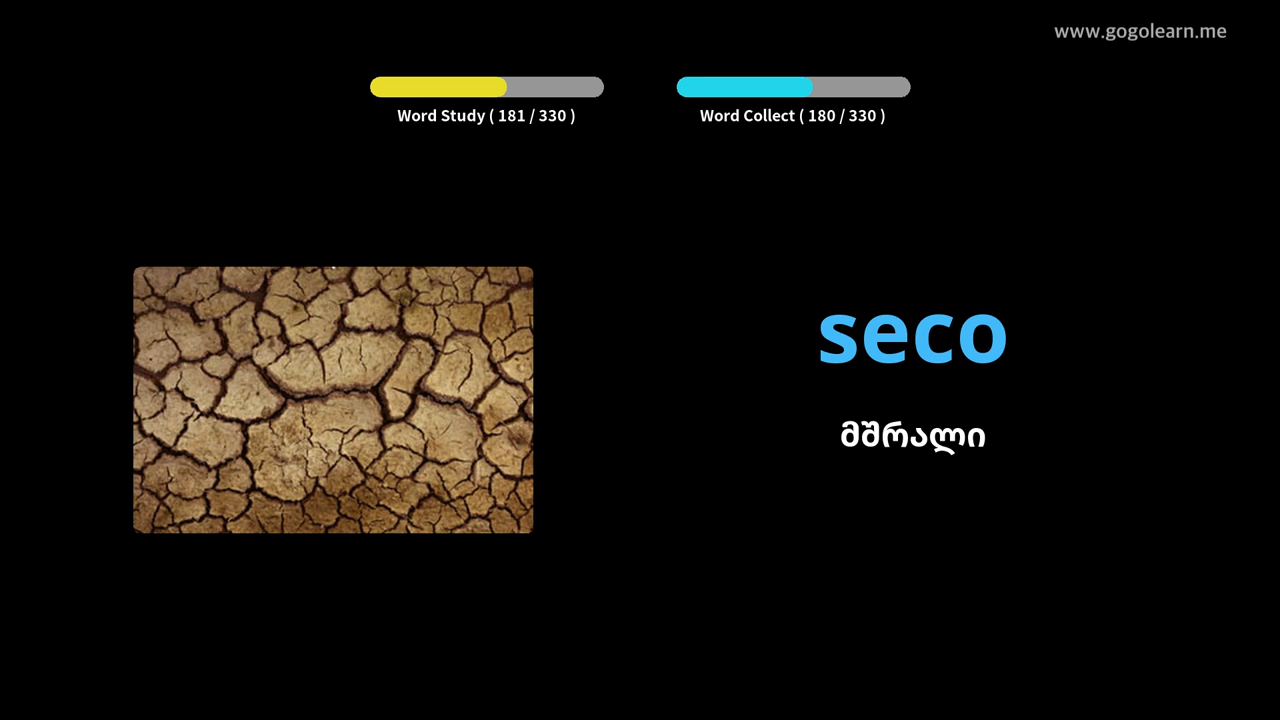 www.gogolearn.me
Word Study ( 181 / 330 )
Word Collect ( 180 / 330 )
seco
მშრალი